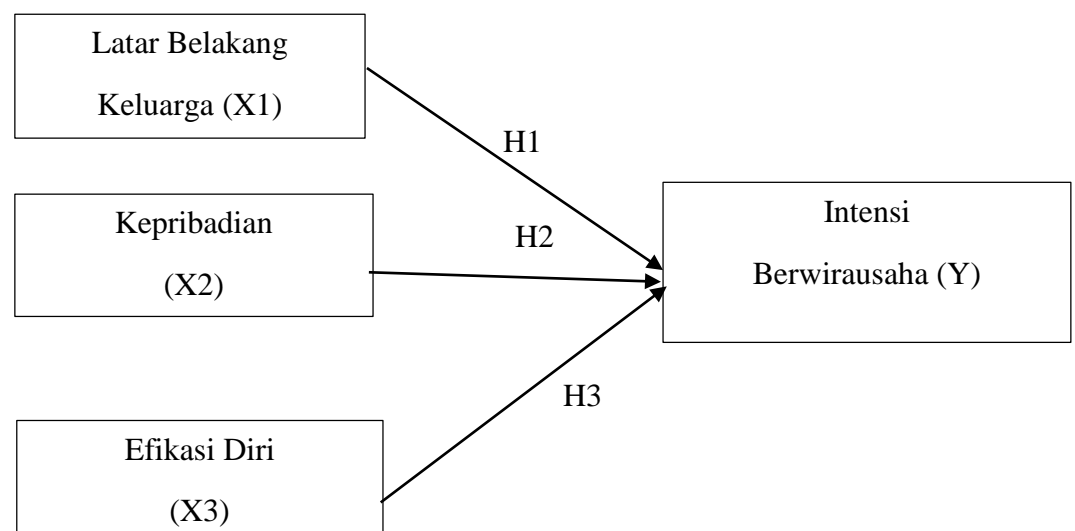 Latar Belakang
Keluarga (X1)
H1
Kepribadian
(X2)
H2
Intensi
Berwirausaha (Y)
H3
Efikasi Diri
(X3)